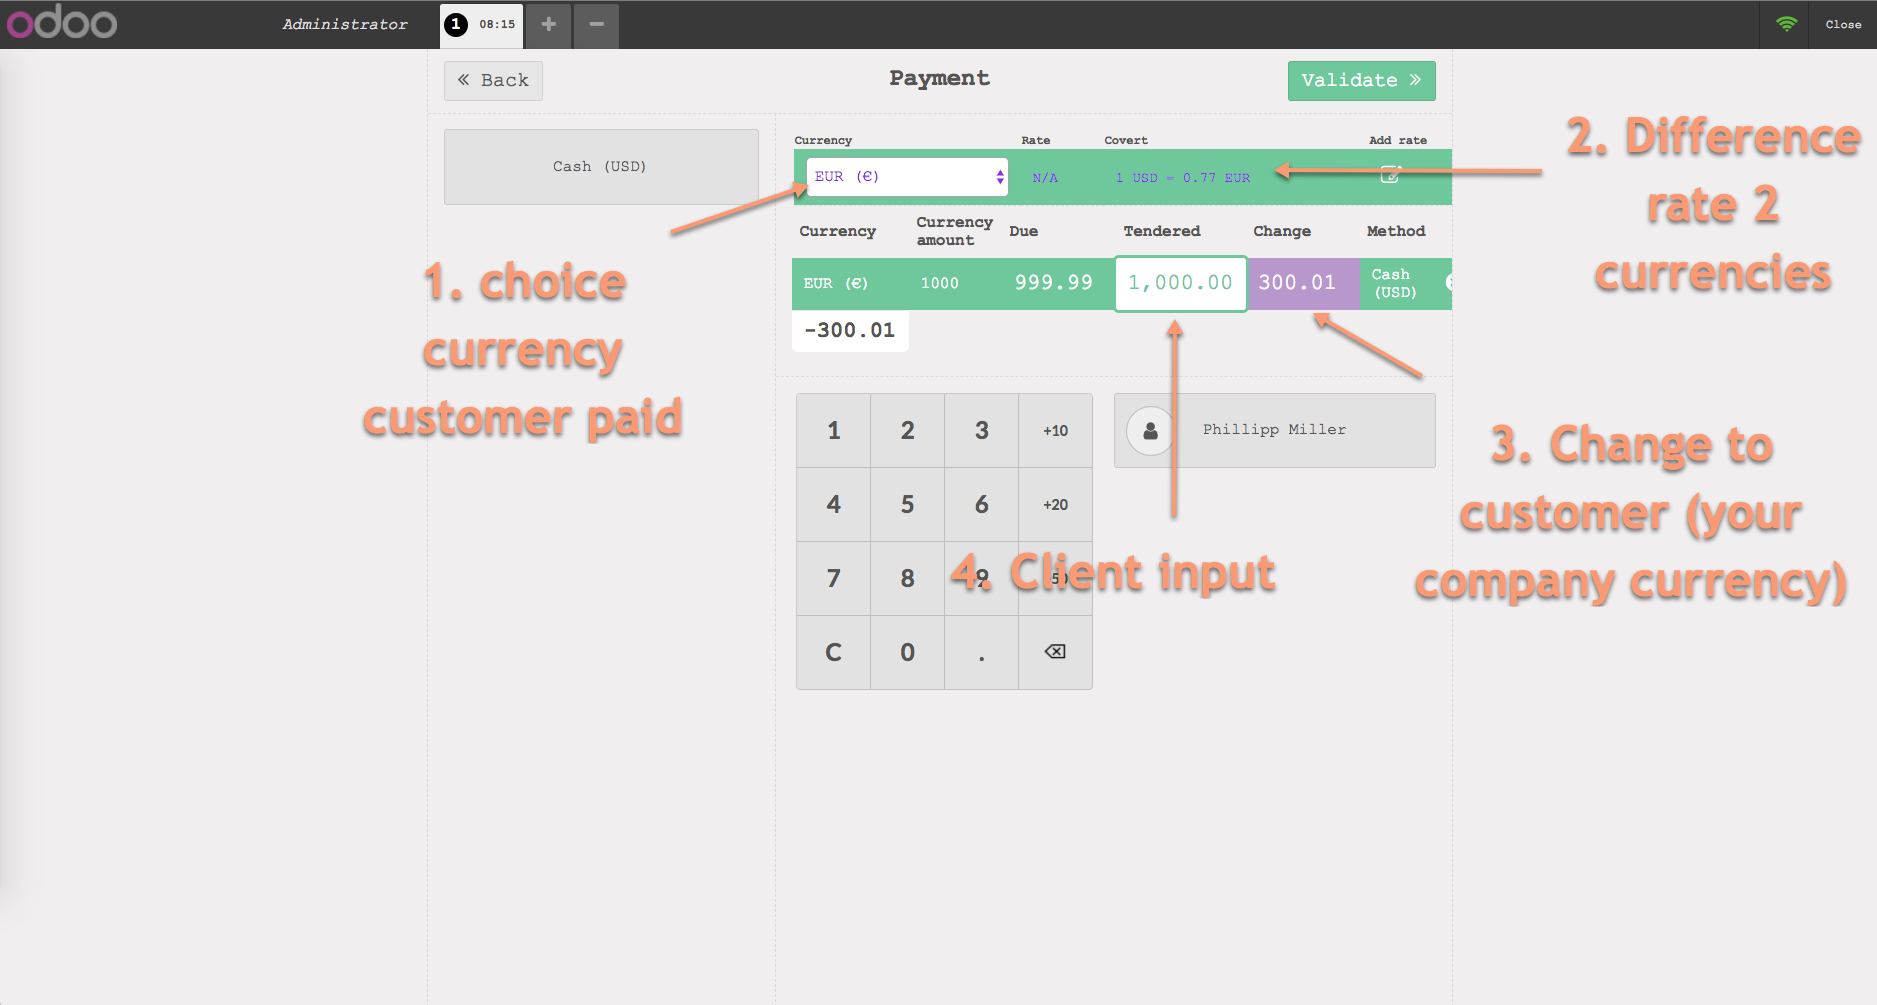 odoo
Administrator
1 08:15
Close
Back
Payment
Validate
Cash (USD)
Currency Rate Covert Add rate
EUR (€) N/A 1 USD = 0.77 EUR
Currency Currency amount Due Tendered Change Method
EUR (€) 1000 999.99 1,000.00 300.01 Cash (USD)
-300.01
1 2 3 +10
4 5 6 +20
7 8 9 +50
C 0 .
Phillipp Miller
1. choice
currency
customer paid
2. Difference
rate 2
currencies
3. Change to
customer (your
company currency)
4. Client input